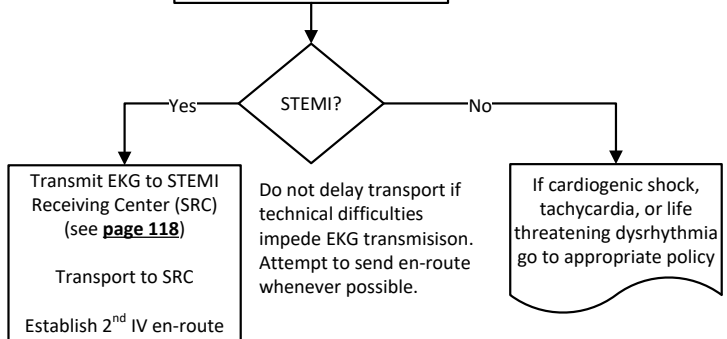 STEMI?
Yes
No
Transmit EKG to STEMI
Receiving Center (SRC)
(see page 118)
Transport to SRC
Establish 2nd IV en-route
Do not delay transport if
technical difficulties
impede EKG transmisison.
Attempt to send en-route
whenever possible.
If cardiogenic shock,
tachycardia, or life
threatening dysrhythmia
go to appropriate policy